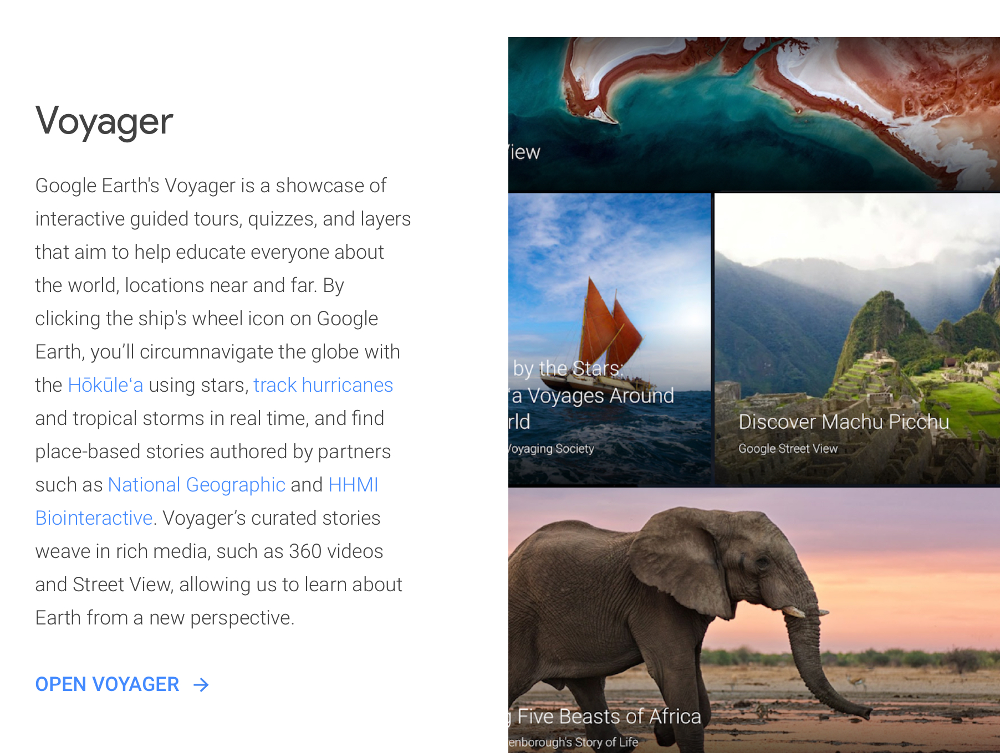 Voyager
Google Earth's Voyager is a showcase of
interactive guided tours, quizzes, and layers
that aim to help educate everyone about
the world, locations near and far. By
clicking the ship's wheel icon on Google
Earth, you’ll circumnavigate the globe with
the Hōkūleʻa using stars, track hurricanes
and tropical storms in real time, and find
place-based stories authored by partners
such as National Geographic and HHMI
Biointeractive. Voyager’s curated stories
weave in rich media, such as 360 videos
and Street View, allowing us to learn about
Earth from a new perspective.
OPEN VOYAGER →
View
by the Stars:
ʻa Voyages Around
rld
Voyaging Society
Discover Machu Picchu
Google Street View
g Five Beasts of Africa
enborough's Story of Life